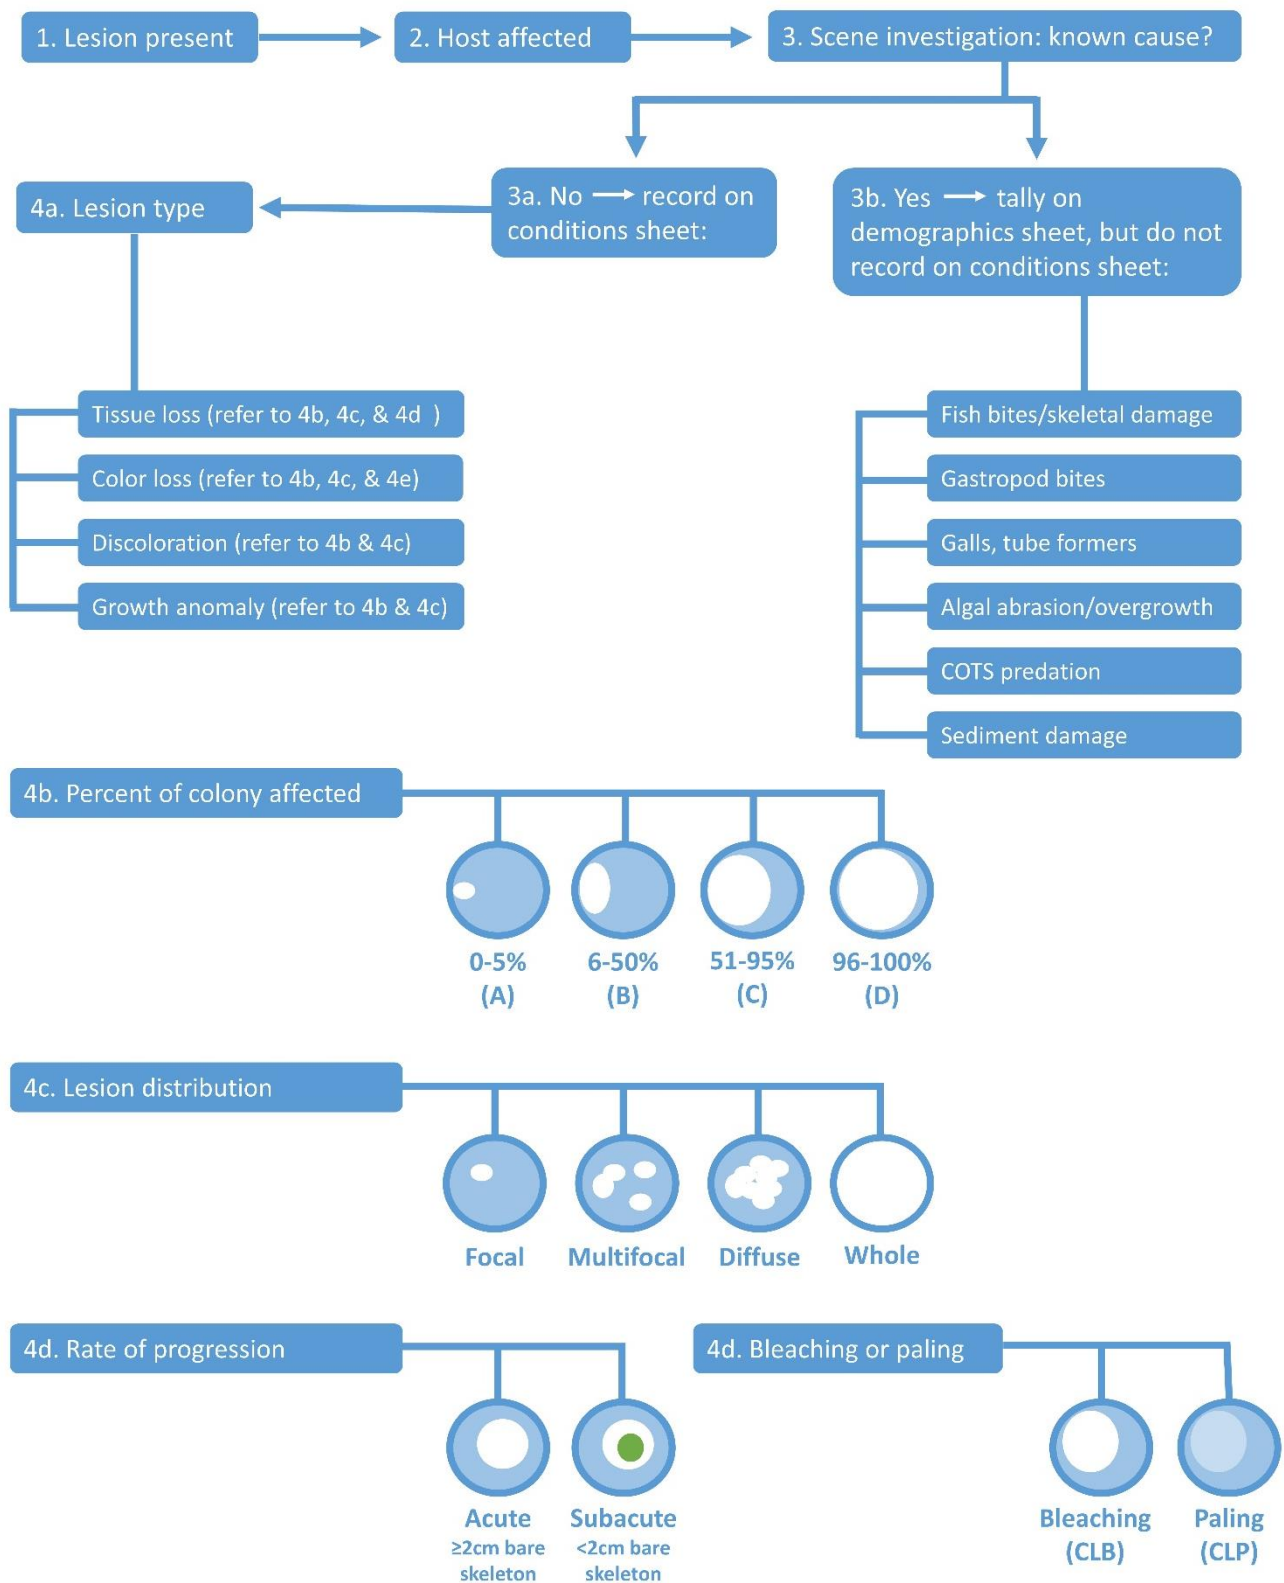 1. Lesion present
2. Host affected
3. Scene investigation: known cause?
3a. No → record on
conditions sheet:
3b. Yes → tally on
demographics sheet, but do not
record on conditions sheet:
4a. Lesion type
Tissue loss (refer to 4b, 4c, & 4d )
Color loss (refer to 4b, 4c, & 4e)
Discoloration (refer to 4b & 4c)
Growth anomaly (refer to 4b & 4c)
Fish bites/skeletal damage
Gastropod bites
Galls, tube formers
Algal abrasion/overgrowth
COTS predation
Sediment damage
4b. Percent of colony affected
0-5%
(A)
6-50%
(B)
51-95%
(C)
96-100%
(D)
4c. Lesion distribution
Focal
Multifocal
Diffuse
Whole
4d. Rate of progression
Acute
≥2cm bare
skeleton
Subacute
<2cm bare
skeleton
4d. Bleaching or paling
Bleaching
(CLB)
Paling
(CLP)